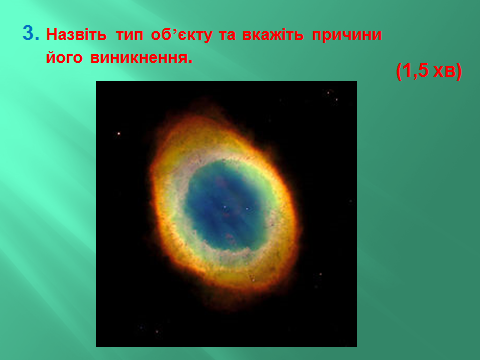 3. Назвіть тип об’єкту та вкажіть причини
його виникнення.
(1,5 хв)